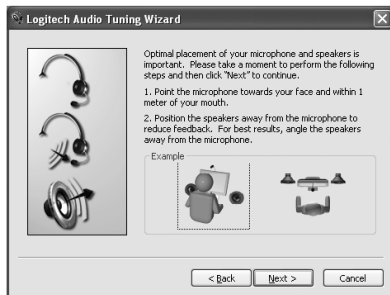 Logitech Audio Tuning Wizard
Optimal placement of your microphone and speakers is
important. Please take a moment to perform the following
steps and then click "Next" to continue.
1. Point the microphone towards your face and within 1
meter of your mouth.
2. Position the speakers away from the microphone to
reduce feedback. For best results, angle the speakers
away from the microphone.
Example
< Back Next > Cancel